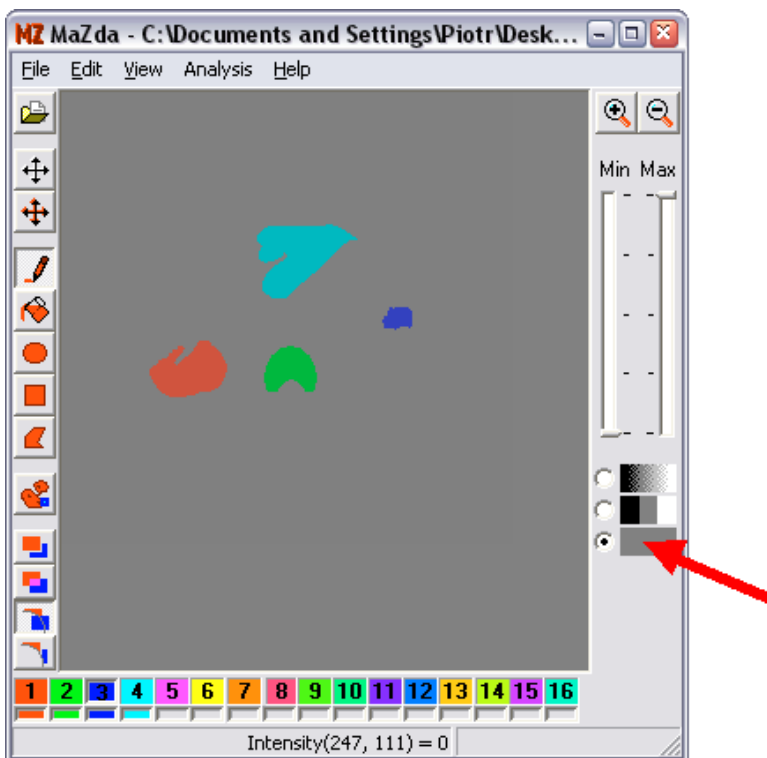 MZ MaZda - C:\Documents and Settings\Piotr\Desk...
File Edit View Analysis Help
Min Max
1 2 3 4 5 6 7 8 9 10 11 12 13 14 15 16
Intensity(247, 111) = 0